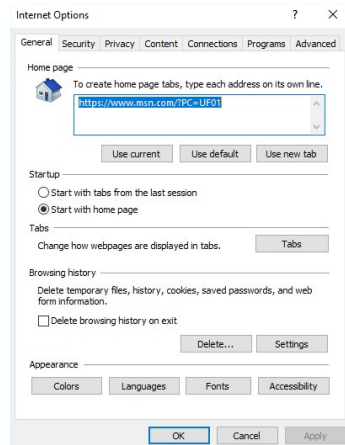 Internet Options ? ×
General Security Privacy Content Connections Programs Advanced
Home page
To create home page tabs, type each address on its own line.
https://www.msn.com/?PC=UF01
Use current Use default Use new tab
Startup
Start with tabs from the last session
Start with home page
Tabs
Change how webpages are displayed in tabs. Tabs
Browsing history
Delete temporary files, history, cookies, saved passwords, and web
form information.
Delete browsing history on exit
Delete... Settings
Appearance
Colors Languages Fonts Accessibility
OK Cancel Apply